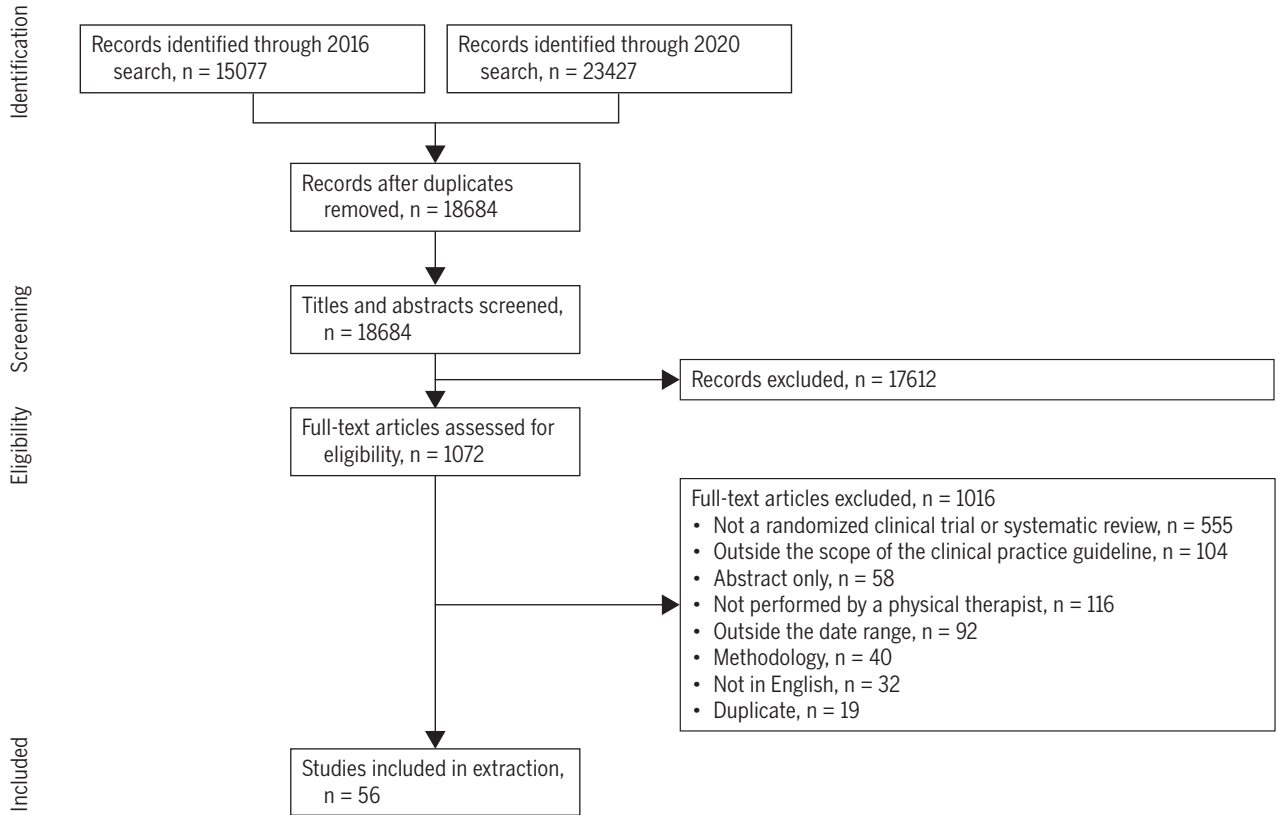 Identification
Records identified through 2016
search, n = 15077
Records identified through 2020
search, n = 23427
Records after duplicates
removed, n = 18684
Screening
Titles and abstracts screened,
n = 18684
Records excluded, n = 17612
Eligibility
Full-text articles assessed for
eligibility, n = 1072
Full-text articles excluded, n = 1016
• Not a randomized clinical trial or systematic review, n = 555
• Outside the scope of the clinical practice guideline, n = 104
• Abstract only, n = 58
• Not performed by a physical therapist, n = 116
• Outside the date range, n = 92
• Methodology, n = 40
• Not in English, n = 32
• Duplicate, n = 19
Included
Studies included in extraction,
n = 56